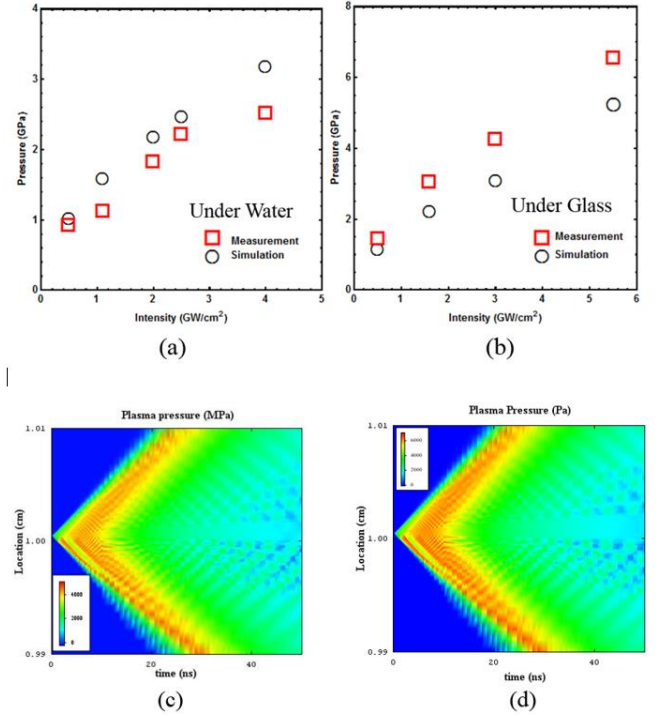 4
3
2
1
0
Pressure (GPa)
Under Water
Measurement
Simulation
0 1 2 3 4 5
Intensity (GW/cm2)
(a)
8
6
4
2
0
Pressure (GPa)
Under Glass
Measurement
Simulation
0 1 2 3 4 5 6
Intensity (GW/cm2)
(b)
Plasma pressure (MPa)
1.01
1.00
0.99
Location (cm)
4000
2000
0
0 20 40
time (ns)
(c)
Plasma Pressure (Pa)
1.01
1.00
0.99
Location (cm)
6000
4000
2000
0
0 20 40
time (ns)
(d)